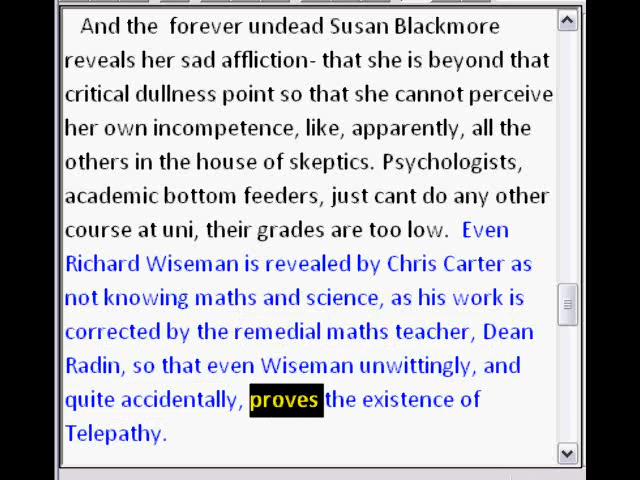 And the forever undead Susan Blackmore
reveals her sad affliction- that she is beyond that
critical dullness point so that she cannot perceive
her own incompetence, like, apparently, all the
others in the house of skeptics. Psychologists,
academic bottom feeders, just cant do any other
course at uni, their grades are too low. Even
Richard Wiseman is revealed by Chris Carter as
not knowing maths and science, as his work is
corrected by the remedial maths teacher, Dean
Radin, so that even Wiseman unwittingly, and
quite accidentally, proves the existence of
Telepathy.